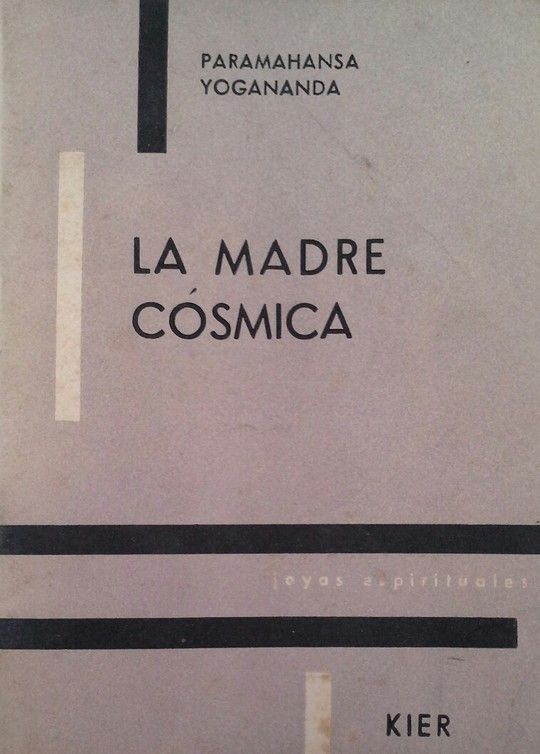 PARAMAHANSA
YOGANANDA
LA MADRE
CÓSMICA
joyas espirituales
KIER